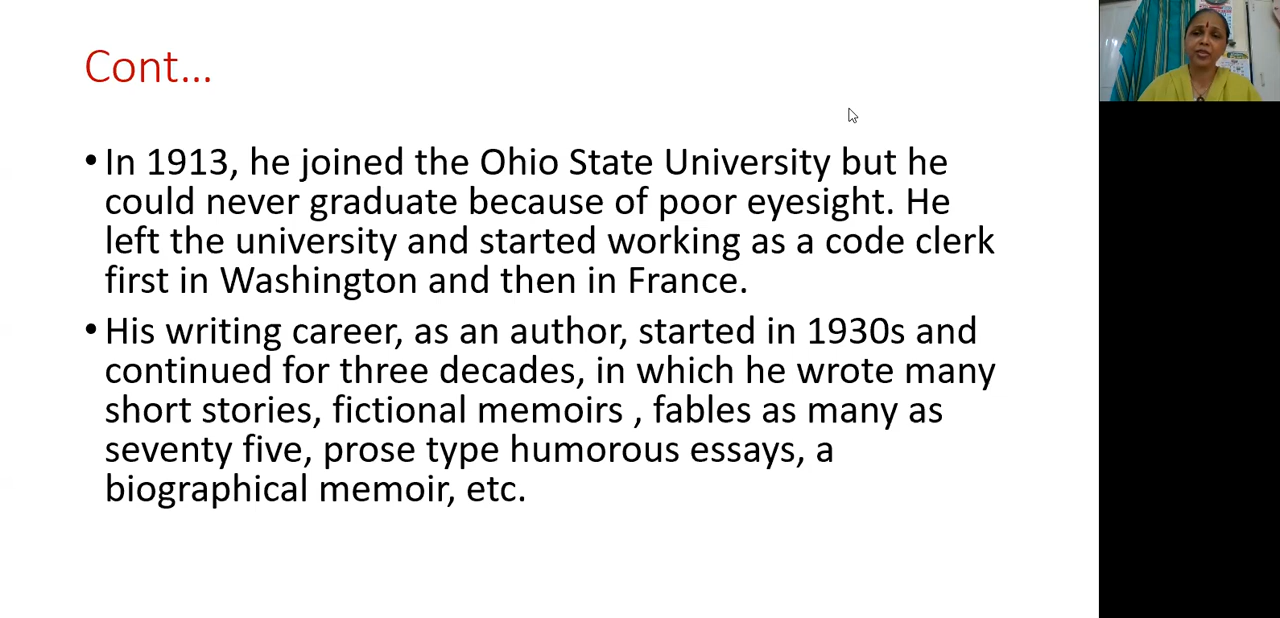 Cont...
• In 1913, he joined the Ohio State University but he
could never graduate because of poor eyesight. He
left the university and started working as a code clerk
first in Washington and then in France.
• His writing career, as an author, started in 1930s and
continued for three decades, in which he wrote many
short stories, fictional memoirs , fables as many as
seventy five, prose type humorous essays, a
biographical memoir, etc.